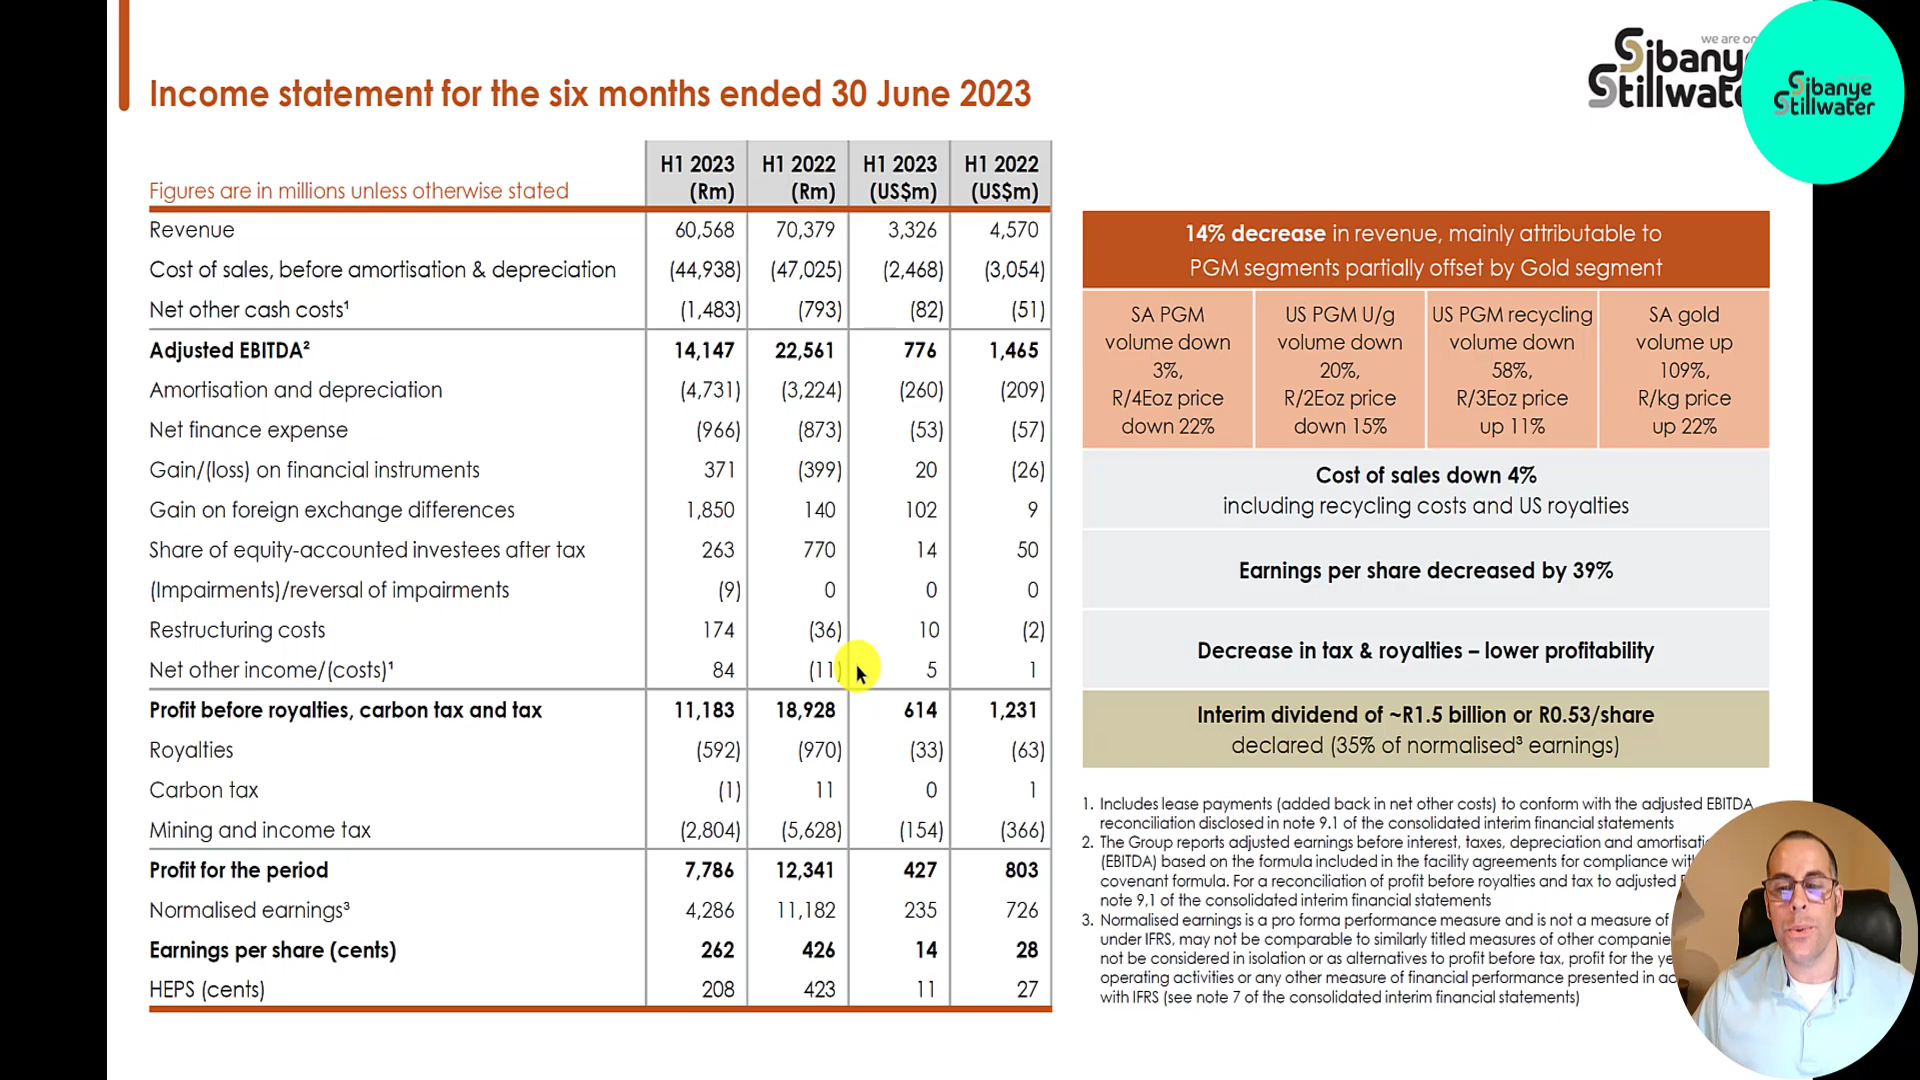 we are on
Sibanye
Stillwater
Sibanye
Stillwater
Income statement for the six months ended 30 June 2023
Figures are in millions unless otherwise stated
H1 2023 (Rm) H1 2022 (Rm) H1 2023 (US$m) H1 2022 (US$m)
Revenue 60,568 70,379 3,326 4,570
Cost of sales, before amortisation & depreciation (44,938) (47,025) (2,468) (3,054)
Net other cash costs¹ (1,483) (793) (82) (51)
Adjusted EBITDA² 14,147 22,561 776 1,465
Amortisation and depreciation (4,731) (3,224) (260) (209)
Net finance expense (966) (873) (53) (57)
Gain/(loss) on financial instruments 371 (399) 20 (26)
Gain on foreign exchange differences 1,850 140 102 9
Share of equity-accounted investees after tax 263 770 14 50
(Impairments)/reversal of impairments (9) 0 0 0
Restructuring costs 174 (36) 10 (2)
Net other income/(costs)¹ 84 (11) 5 1
Profit before royalties, carbon tax and tax 11,183 18,928 614 1,231
Royalties (592) (970) (33) (63)
Carbon tax (1) 11 0 1
Mining and income tax (2,804) (5,628) (154) (366)
Profit for the period 7,786 12,341 427 803
Normalised earnings³ 4,286 11,182 235 726
Earnings per share (cents) 262 426 14 28
HEPS (cents) 208 423 11 27
14% decrease in revenue, mainly attributable to
PGM segments partially offset by Gold segment
SA PGM
volume down
3%,
R/4Eoz price
down 22%
US PGM U/g
volume down
20%,
R/2Eoz price
down 15%
US PGM recycling
volume down
58%,
R/3Eoz price
up 11%
SA gold
volume up
109%,
R/kg price
up 22%
Cost of sales down 4%
including recycling costs and US royalties
Earnings per share decreased by 39%
Decrease in tax & royalties – lower profitability
Interim dividend of ~R1.5 billion or R0.53/share
declared (35% of normalised³ earnings)
1. Includes lease payments (added back in net other costs) to conform with the adjusted EBITDA
reconciliation disclosed in note 9.1 of the consolidated interim financial statements
2. The Group reports adjusted earnings before interest, taxes, depreciation and amortisati
(EBITDA) based on the formula included in the facility agreements for compliance wit
covenant formula. For a reconciliation of profit before royalties and tax to adjusted
note 9.1 of the consolidated interim financial statements
3. Normalised earnings is a pro forma performance measure and is not a measure of
under IFRS, may not be comparable to similarly titled measures of other companie
not be considered in isolation or as alternatives to profit before tax, profit for the ye
operating activities or any other measure of financial performance presented in ac
with IFRS (see note 7 of the consolidated interim financial statements)